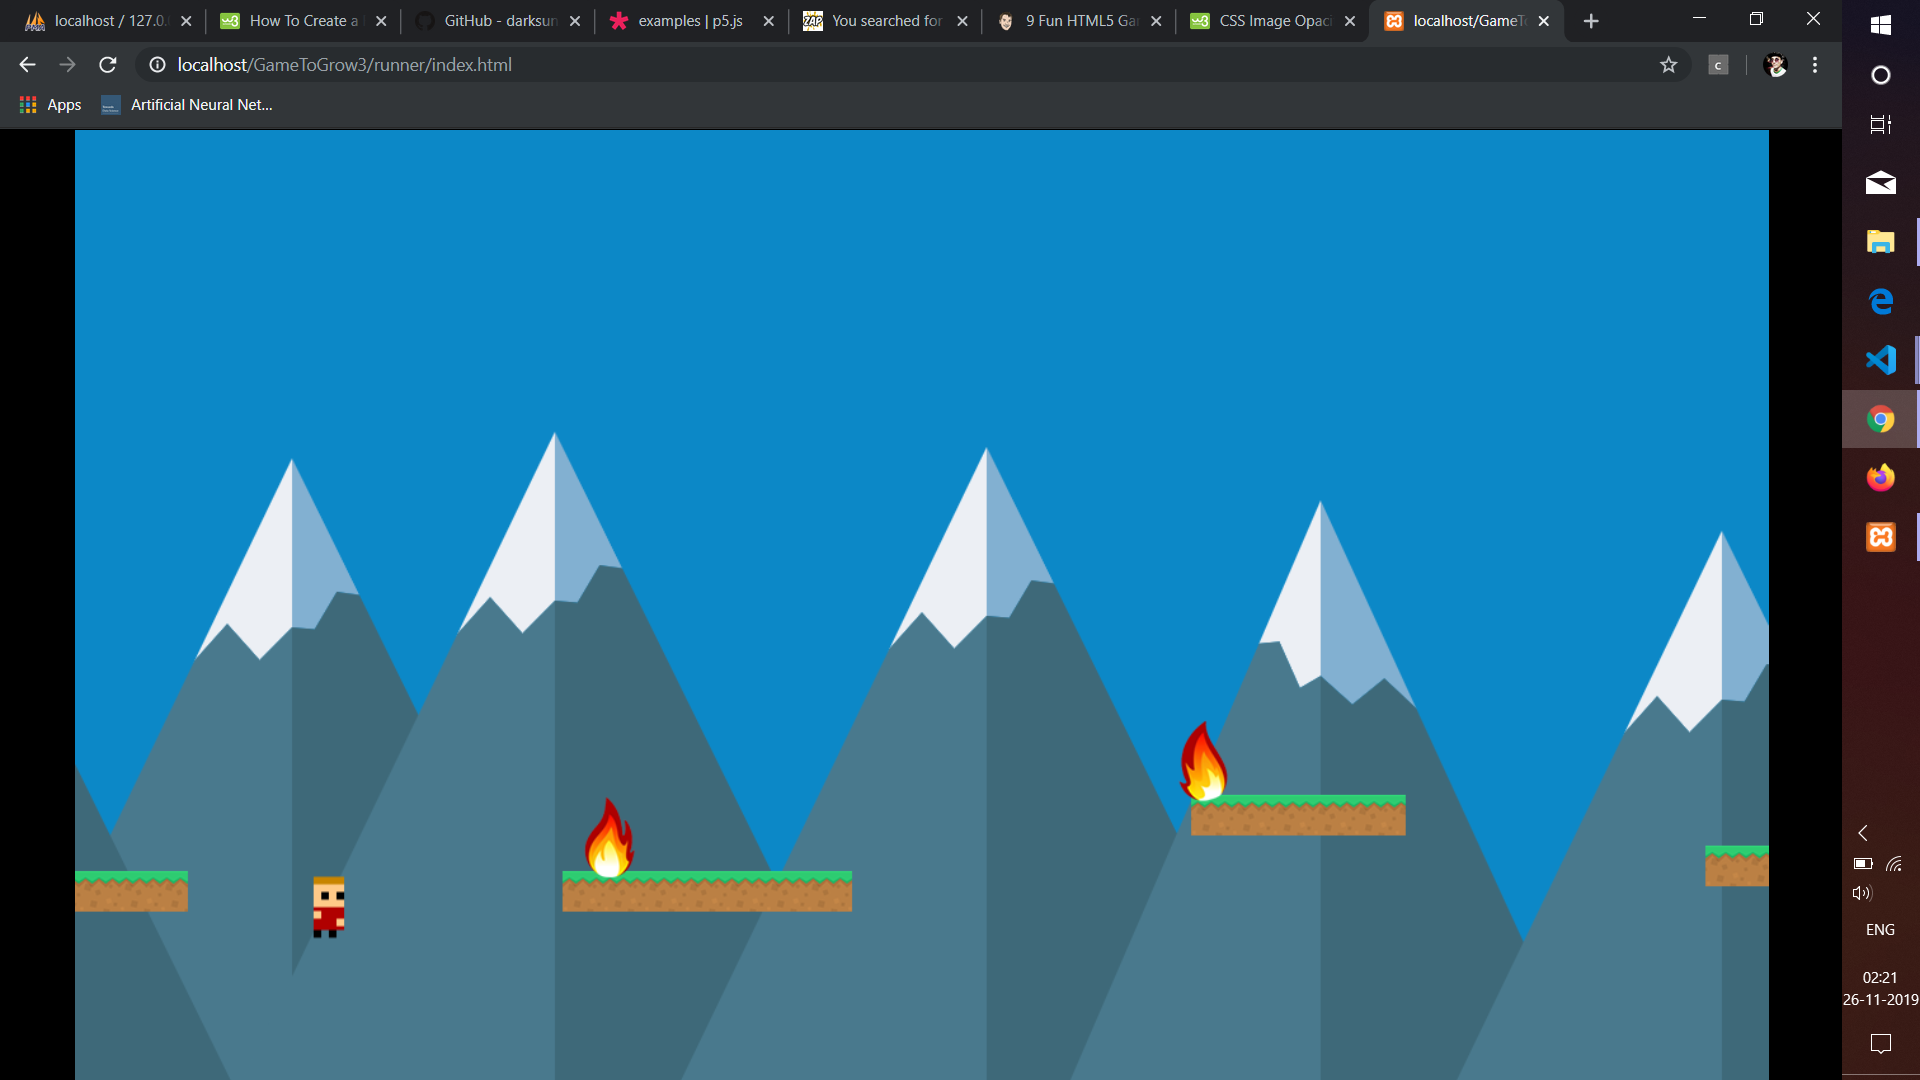 localhost / 127.0.
How To Create a
GitHub - darksun
examples | p5.js
ZAP
You searched for
9 Fun HTML5 Ga
CSS Image Opaci
localhost/GameT
localhost/GameToGrow3/runner/index.html
c
Apps
Artificial Neural Net...
ENG
02:21
26-11-2019